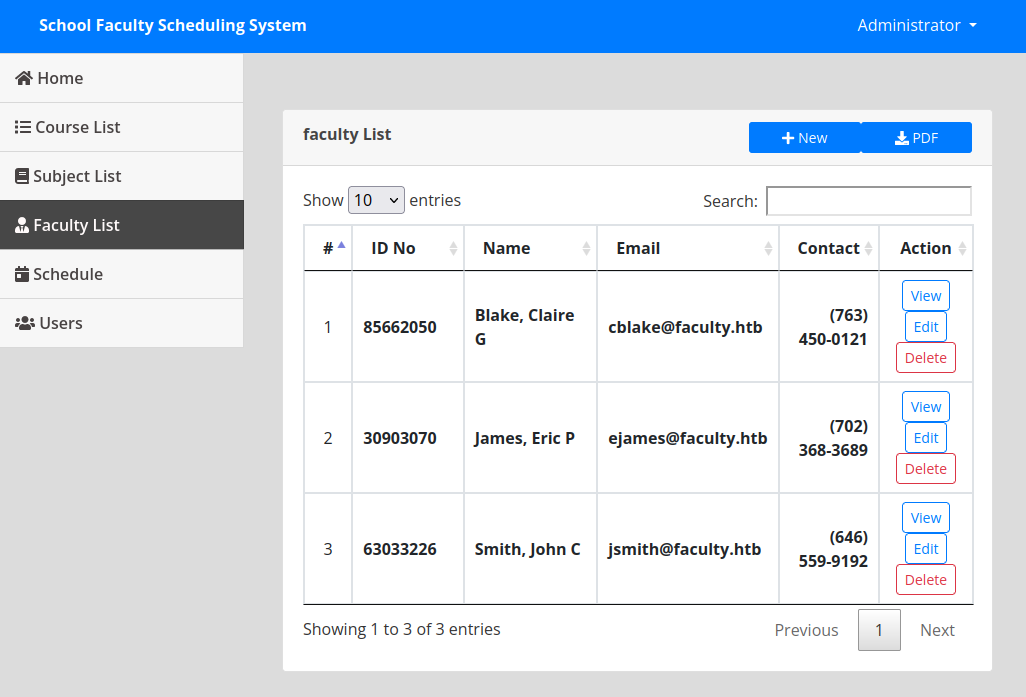 School Faculty Scheduling System
Administrator
Home
Course List
Subject List
Faculty List
Schedule
Users
faculty List
New
PDF
Show 10 entries
Search:
# ID No Name Email Contact Action
1 85662050 Blake, Claire G cblake@faculty.htb (763) 450-0121 View Edit Delete
2 30903070 James, Eric P ejames@faculty.htb (702) 368-3689 View Edit Delete
3 63033226 Smith, John C jsmith@faculty.htb (646) 559-9192 View Edit Delete
Showing 1 to 3 of 3 entries
Previous 1 Next